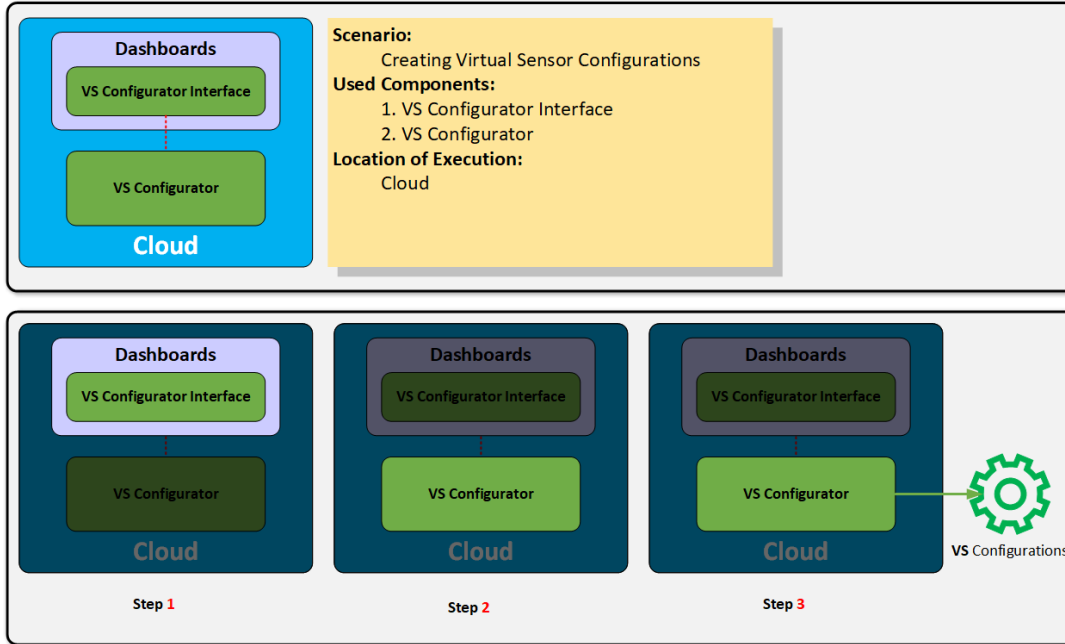 Dashboards
VS Configurator Interface
VS Configurator
Cloud
Scenario:
Creating Virtual Sensor Configurations
Used Components:
1. VS Configurator Interface
2. VS Configurator
Location of Execution:
Cloud
Dashboards
VS Configurator Interface
VS Configurator
Cloud
Step 1
Dashboards
VS Configurator Interface
VS Configurator
Cloud
Step 2
Dashboards
VS Configurator Interface
VS Configurator
Cloud
Step 3
VS Configurations